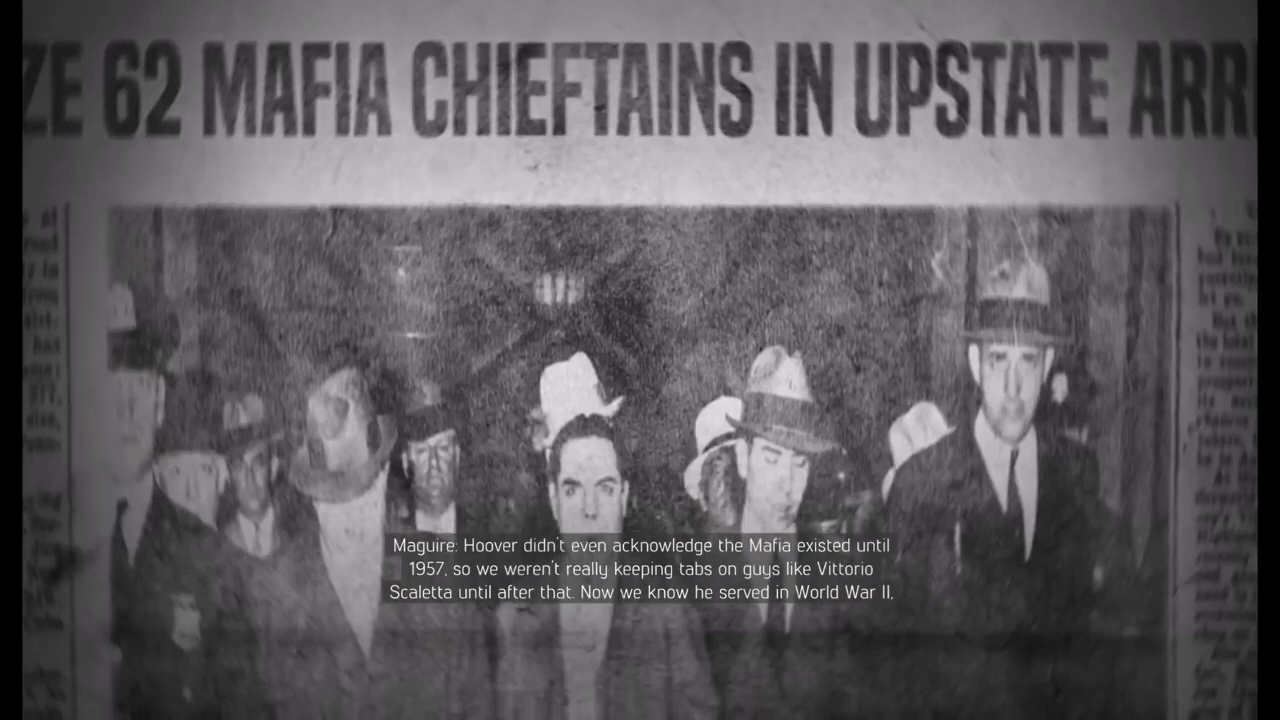 ZE 62 MAFIA CHIEFTAINS IN UPSTATE ARR
Maguire: Hoover didn't even acknowledge the Mafia existed until
1957, so we weren't really keeping tabs on guys like Vittorio
Scaletta until after that. Now we know he served in World War II,